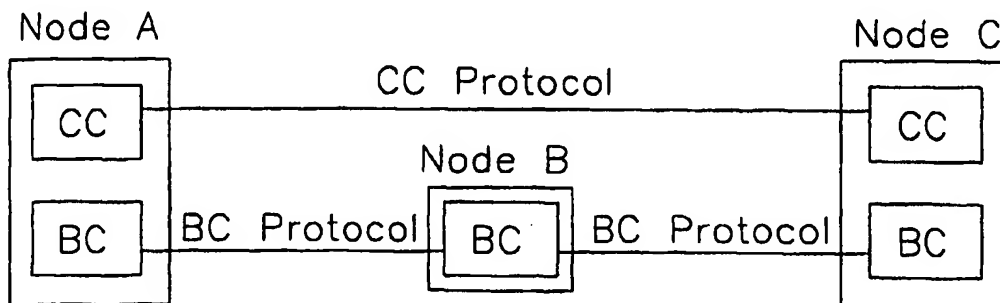 Node A
Node C
CC Protocol
CC
CC
Node B
BC
BC Protocol
BC
BC Protocol
BC